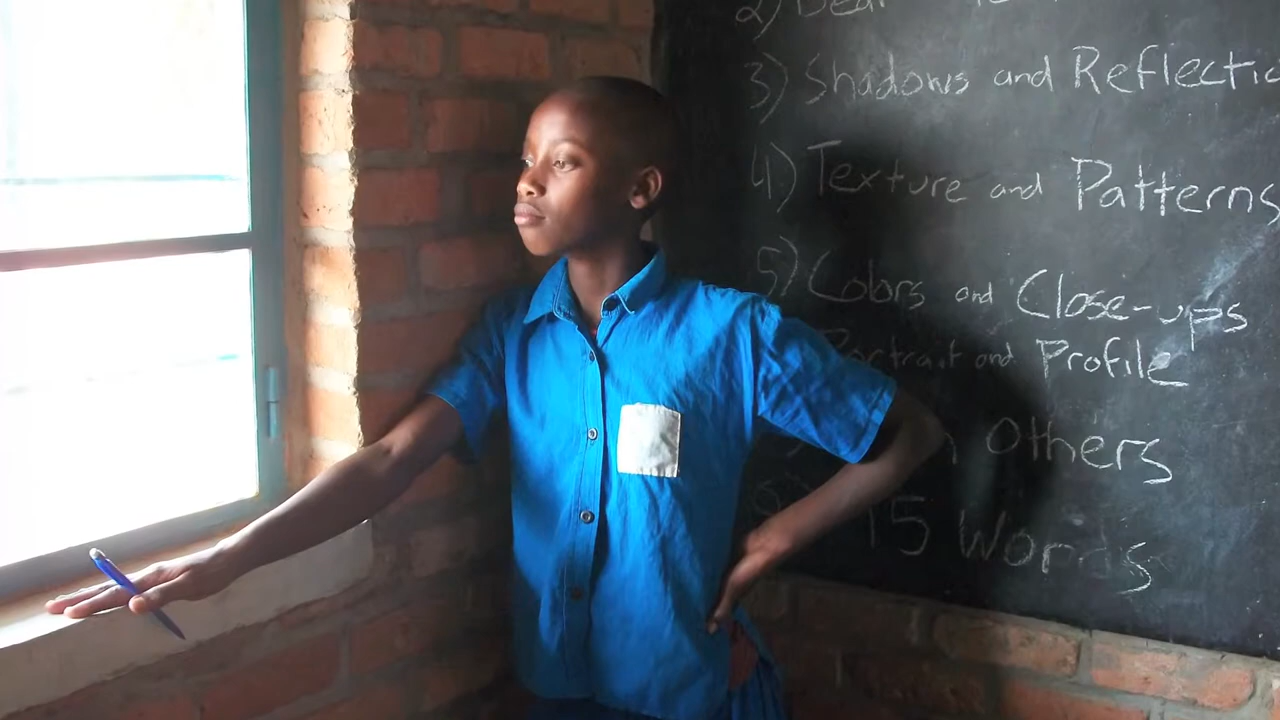 2)
3) Shadows and Reflectio
4) Texture and Patterns
5) Colors and Close-ups
Portrait and Profile
Others
15 Words